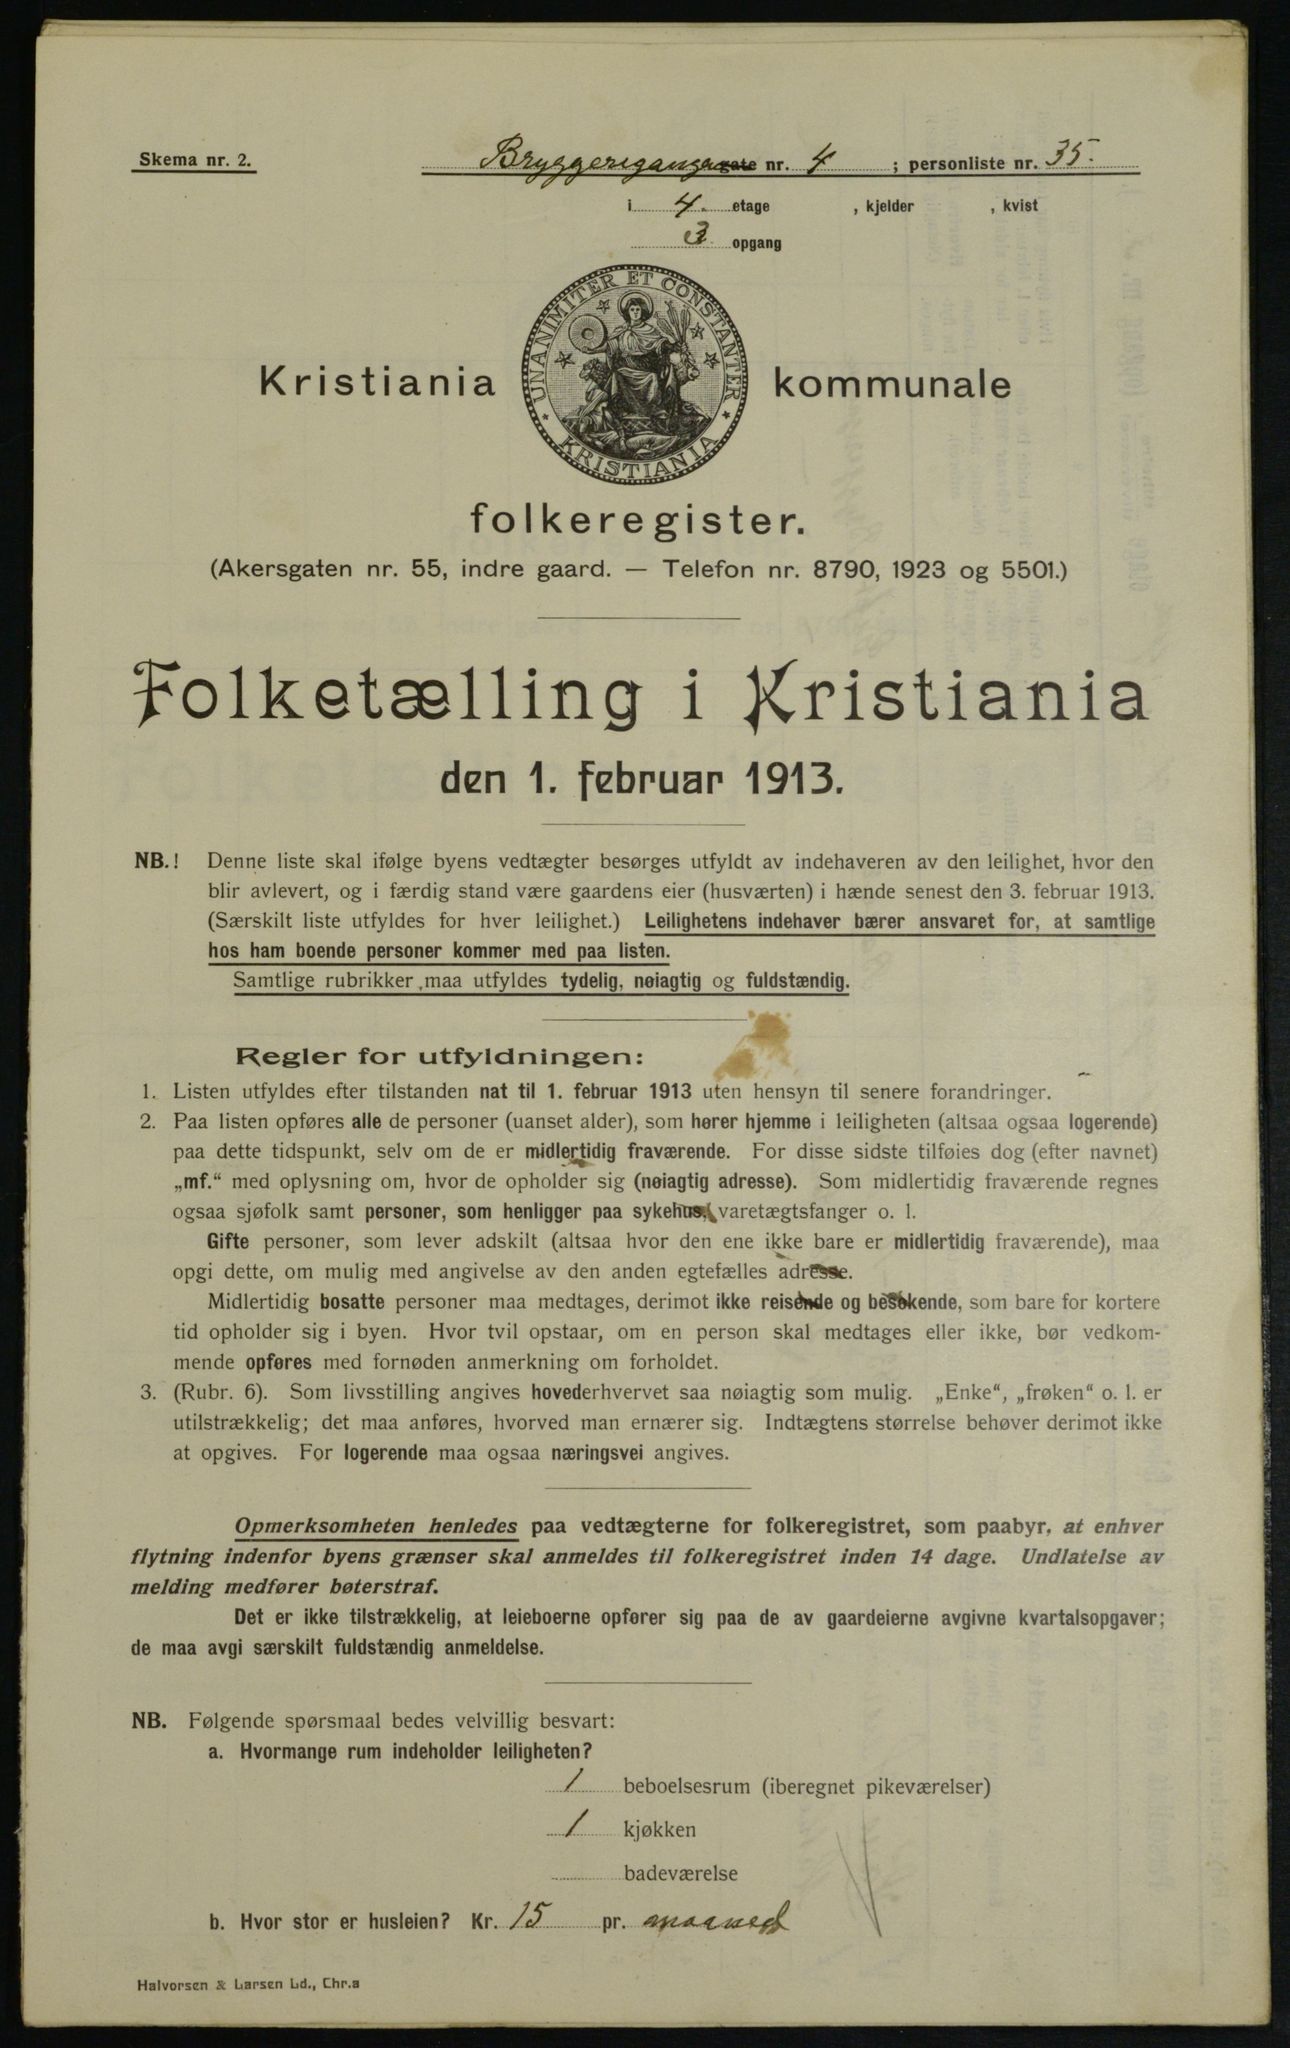 Skema nr. 2.
Bryggerigangen gate nr. 4 ; personliste nr. 35.
i 4. etage , kjelder , kvist
3 opgang
UNANIMITER ET CONSTANTER
KRISTIANIA
Kristiania kommunale
folkeregister.
(Akersgaten nr. 55, indre gaard. — Telefon nr. 8790, 1923 og 5501.)
Folketælling i Kristiania
den 1. februar 1913.
NB.! Denne liste skal ifølge byens vedtægter besørges utfyldt av indehaveren av den leilighet, hvor den
blir avlevert, og i færdig stand være gaardens eier (husværten) i hænde senest den 3. februar 1913.
(Særskilt liste utfyldes for hver leilighet.) Leilighetens indehaver bærer ansvaret for, at samtlige
hos ham boende personer kommer med paa listen.
Samtlige rubrikker maa utfyldes tydelig, nøiagtig og fuldstændig.
Regler for utfyldningen:
1. Listen utfyldes efter tilstanden nat til 1. februar 1913 uten hensyn til senere forandringer.
2. Paa listen opføres alle de personer (uanset alder), som hører hjemme i leiligheten (altsaa ogsaa logerende)
paa dette tidspunkt, selv om de er midlertidig fraværende. For disse sidste tilføies dog (efter navnet)
„mf.“ med oplysning om, hvor de opholder sig (nøiagtig adresse). Som midlertidig fraværende regnes
ogsaa sjøfolk samt personer, som henligger paa sykehus, varetægtsfanger o. l.
Gifte personer, som lever adskilt (altsaa hvor den ene ikke bare er midlertidig fraværende), maa
opgi dette, om mulig med angivelse av den anden egtefælles adresse.
Midlertidig bosatte personer maa medtages, derimot ikke reisende og besøkende, som bare for kortere
tid opholder sig i byen. Hvor tvil opstaar, om en person skal medtages eller ikke, bør vedkom-
mende opføres med fornøden anmerkning om forholdet.
3. (Rubr. 6). Som livsstilling angives hovederhvervet saa nøiagtig som mulig. „Enke“, „frøken“ o. l. er
utilstrækkelig; det maa anføres, hvorved man ernærer sig. Indtægtens størrelse behøver derimot ikke
at opgives. For logerende maa ogsaa næringsvei angives.
Opmerksomheten henledes paa vedtægterne for folkeregistret, som paabyr, at enhver
flytning indenfor byens grænser skal anmeldes til folkeregistret inden 14 dage. Undlatelse av
melding medfører bøterstraf.
Det er ikke tilstrækkelig, at leieboerne opfører sig paa de av gaardeierne avgivne kvartalsopgaver;
de maa avgi særskilt fuldstændig anmeldelse.
NB. Følgende spørsmaal bedes velvillig besvart:
a. Hvormange rum indeholder leiligheten?
1 beboelsesrum (iberegnet pikeværelser)
1 kjøkken
badeværelse
b. Hvor stor er husleien? Kr. 15 pr. maaned
Halvorsen & Larsen Ld., Chr.a